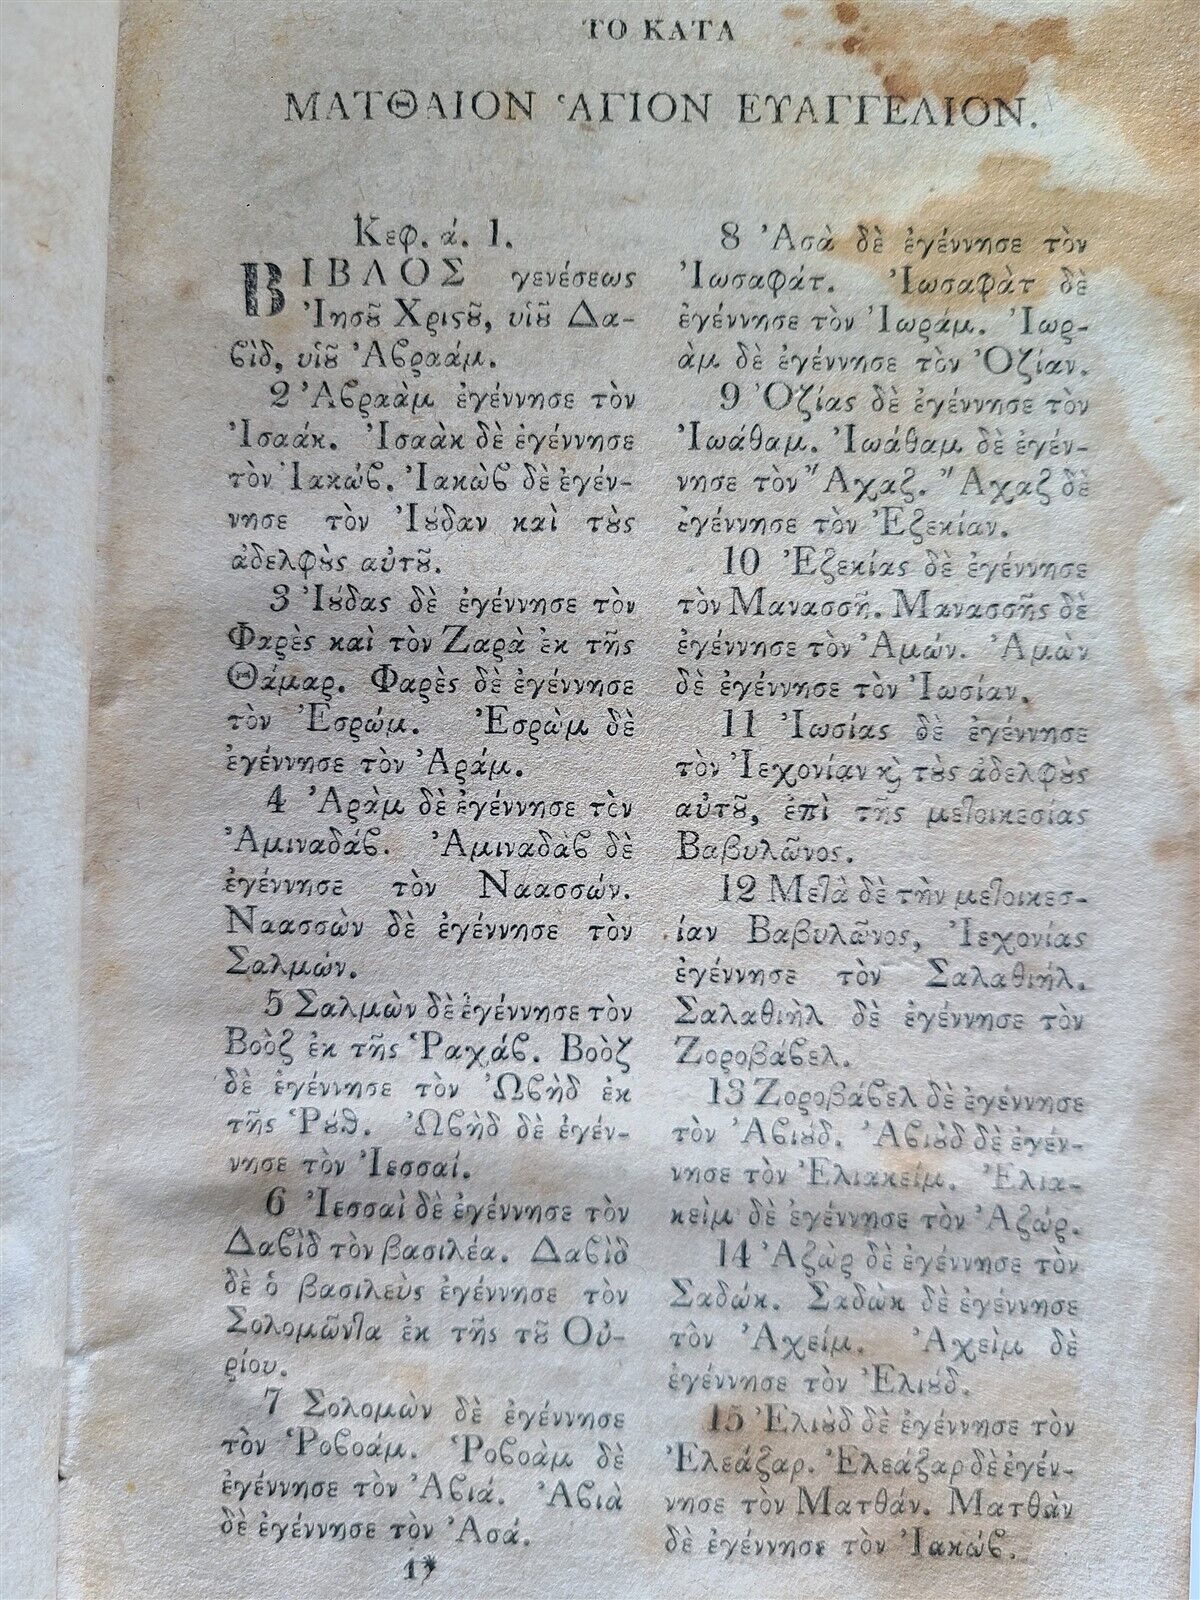 ΤΟ ΚΑΤΑ
ΜΑΤΘΑΙΟΝ ἉΓΙΟΝ ΕΥΑΓΓΕΛΙΟΝ.
Κεφ. ά. 1.
ΒΙΒΛΟΣ γενέσεως
Ἰησȣ͂ Χριϛȣ͂, υἱȣ͂ Δα-
ϐὶδ, υἱȣ͂ Ἀϐραάμ.
2 Ἀϐραὰμ ἐγέννησε τὸν
Ἰσαάκ. Ἰσαὰκ δὲ ἐγέννησε
τὸν Ἰακώϐ. Ἰακὼϐ δὲ ἐγέν-
νησε τὸν Ἰȣ́δαν καὶ τȣ̀ς
ἀδελφȣ̀ς αὐτȣ͂.
3 Ἰȣ́δας δὲ ἐγέννησε τὸν
Φαρὲς καὶ τὸν Ζαρὰ ἐκ τῆς
Θάμαρ. Φαρὲς δὲ ἐγέννησε
τὸν Ἐσρώμ. Ἐσρὼμ δὲ
ἐγέννησε τὸν Ἀράμ.
4 Ἀρὰμ δὲ ἐγέννησε τὸν
Ἀμιναδάϐ. Ἀμιναδὰϐ δὲ
ἐγέννησε τὸν Ναασσών.
Ναασσὼν δὲ ἐγέννησε τὸν
Σαλμών.
5 Σαλμὼν δὲ ἐγέννησε τὸν
Βοὸζ ἐκ τῆς Ῥαχάϐ. Βοὸζ
δὲ ἐγέννησε τὸν Ὠϐὴδ ἐκ
τῆς Ῥȣ́θ. Ὠϐὴδ δὲ ἐγέν-
νησε τὸν Ἰεσσαί.
6 Ἰεσσαὶ δὲ ἐγέννησε τὸν
Δαϐὶδ τὸν βασιλέα. Δαϐὶδ
δὲ ὁ βασιλεὺς ἐγέννησε τὸν
Σολομῶντα ἐκ τῆς τȣ͂ Οὐ-
ρίου.
7 Σολομὼν δὲ ἐγέννησε
τὸν Ῥοϐοάμ. Ῥοϐοὰμ δὲ
ἐγέννησε τὸν Ἀϐιά. Ἀϐιὰ
δὲ ἐγέννησε τὸν Ἀσά.
1*
8 Ἀσὰ δὲ ἐγέννησε τὸν
Ἰωσαφάτ. Ἰωσαφὰτ δὲ
ἐγέννησε τὸν Ἰωράμ. Ἰωρ-
ὰμ δὲ ἐγέννησε τὸν Ὀζίαν.
9 Ὀζίας δὲ ἐγέννησε τὸν
Ἰωάθαμ. Ἰωάθαμ δὲ ἐγέν-
νησε τὸν Ἄχαζ. Ἄχαζ δὲ
ἐγέννησε τὸν Ἐζεκίαν.
10 Ἐζεκίας δὲ ἐγέννησε
τὸν Μανασσῆ. Μανασσῆς δὲ
ἐγέννησε τὸν Ἀμών. Ἀμὼν
δὲ ἐγέννησε τὸν Ἰωσίαν.
11 Ἰωσίας δὲ ἐγέννησε
τὸν Ἰεχονίαν ϗ̀ τȣ̀ς ἀδελφȣ̀ς
αὐτȣ͂, ἐπὶ τῆς μετοικεσίας
Βαβυλῶνος.
12 Μετὰ δὲ τὴν μετοικεσ-
ίαν Βαβυλῶνος, Ἰεχονίας
ἐγέννησε τὸν Σαλαθιήλ.
Σαλαθιὴλ δὲ ἐγέννησε τὸν
Ζοροβάϐελ.
13 Ζοροβάϐελ δὲ ἐγέννησε
τὸν Ἀϐιȣ́δ. Ἀϐιȣ̀δ δὲ ἐγέν-
νησε τὸν Ἐλιακείμ. Ἐλια-
κεὶμ δὲ ἐγέννησε τὸν Ἀζώρ.
14 Ἀζὼρ δὲ ἐγέννησε τὸν
Σαδώκ. Σαδὼκ δὲ ἐγέννησε
τὸν Ἀχείμ. Ἀχεὶμ δὲ
ἐγέννησε τὸν Ἐλιȣ́δ.
15 Ἐλιȣ̀δ δὲ ἐγέννησε τὸν
Ἐλεάζαρ. Ἐλεάζαρ δὲ ἐγέν-
νησε τὸν Ματθάν. Ματθὰν
δὲ ἐγέννησε τὸν Ἰακώϐ.